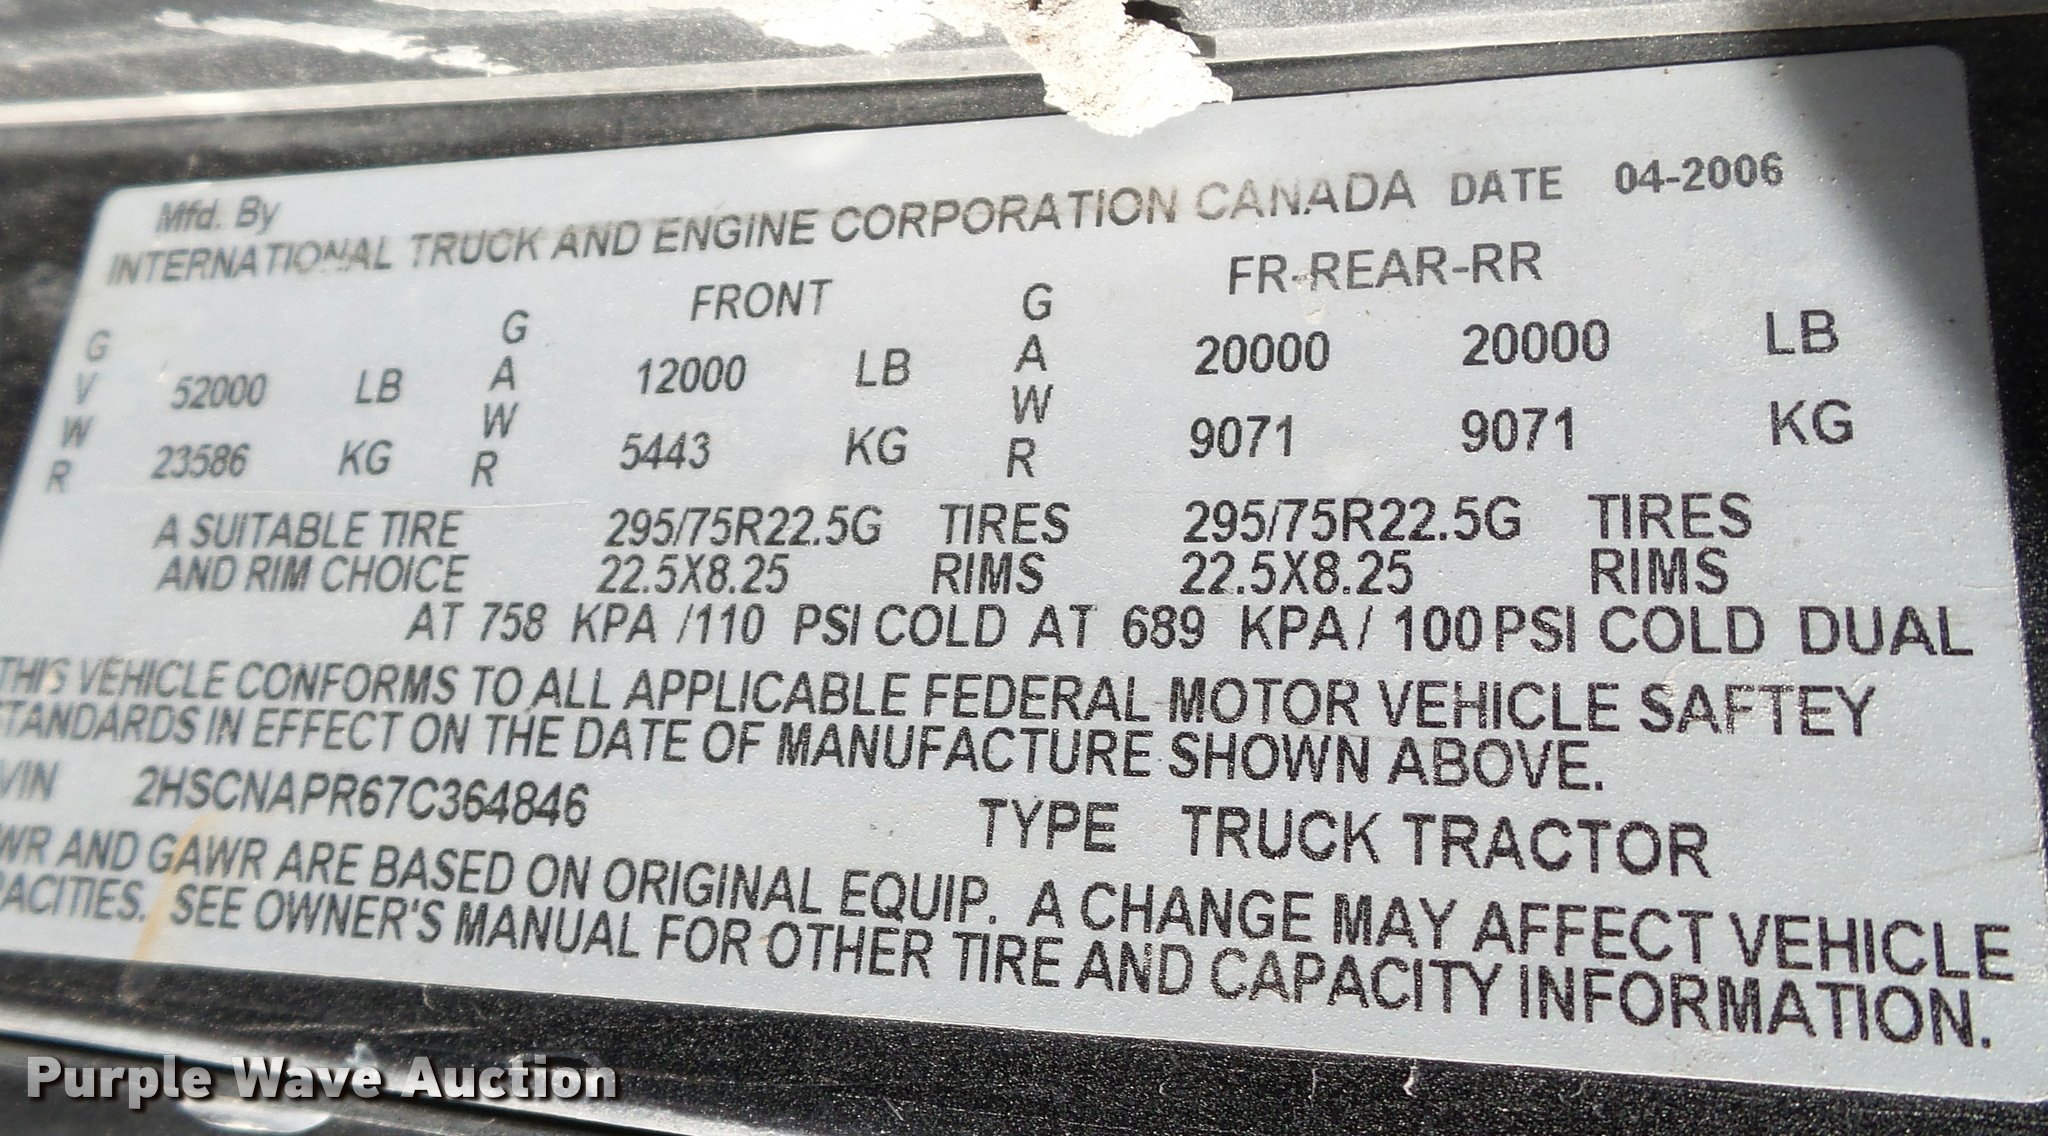 Mfd. By
INTERNATIONAL TRUCK AND ENGINE CORPORATION CANADA DATE 04-2006
FRONT FR-REAR-RR
GVWR 52000 LB GAWR 12000 LB GAWR 20000 20000 LB
23586 KG 5443 KG 9071 9071 KG
A SUITABLE TIRE 295/75R22.5G TIRES 295/75R22.5G TIRES
AND RIM CHOICE 22.5X8.25 RIMS 22.5X8.25 RIMS
AT 758 KPA /110 PSI COLD AT 689 KPA/ 100 PSI COLD DUAL
THIS VEHICLE CONFORMS TO ALL APPLICABLE FEDERAL MOTOR VEHICLE SAFTEY
STANDARDS IN EFFECT ON THE DATE OF MANUFACTURE SHOWN ABOVE.
VIN 2HSCNAPR67C364846 TYPE TRUCK TRACTOR
WR AND GAWR ARE BASED ON ORIGINAL EQUIP. A CHANGE MAY AFFECT VEHICLE
PACITIES. SEE OWNER'S MANUAL FOR OTHER TIRE AND CAPACITY INFORMATION.
Purple Wave Auction